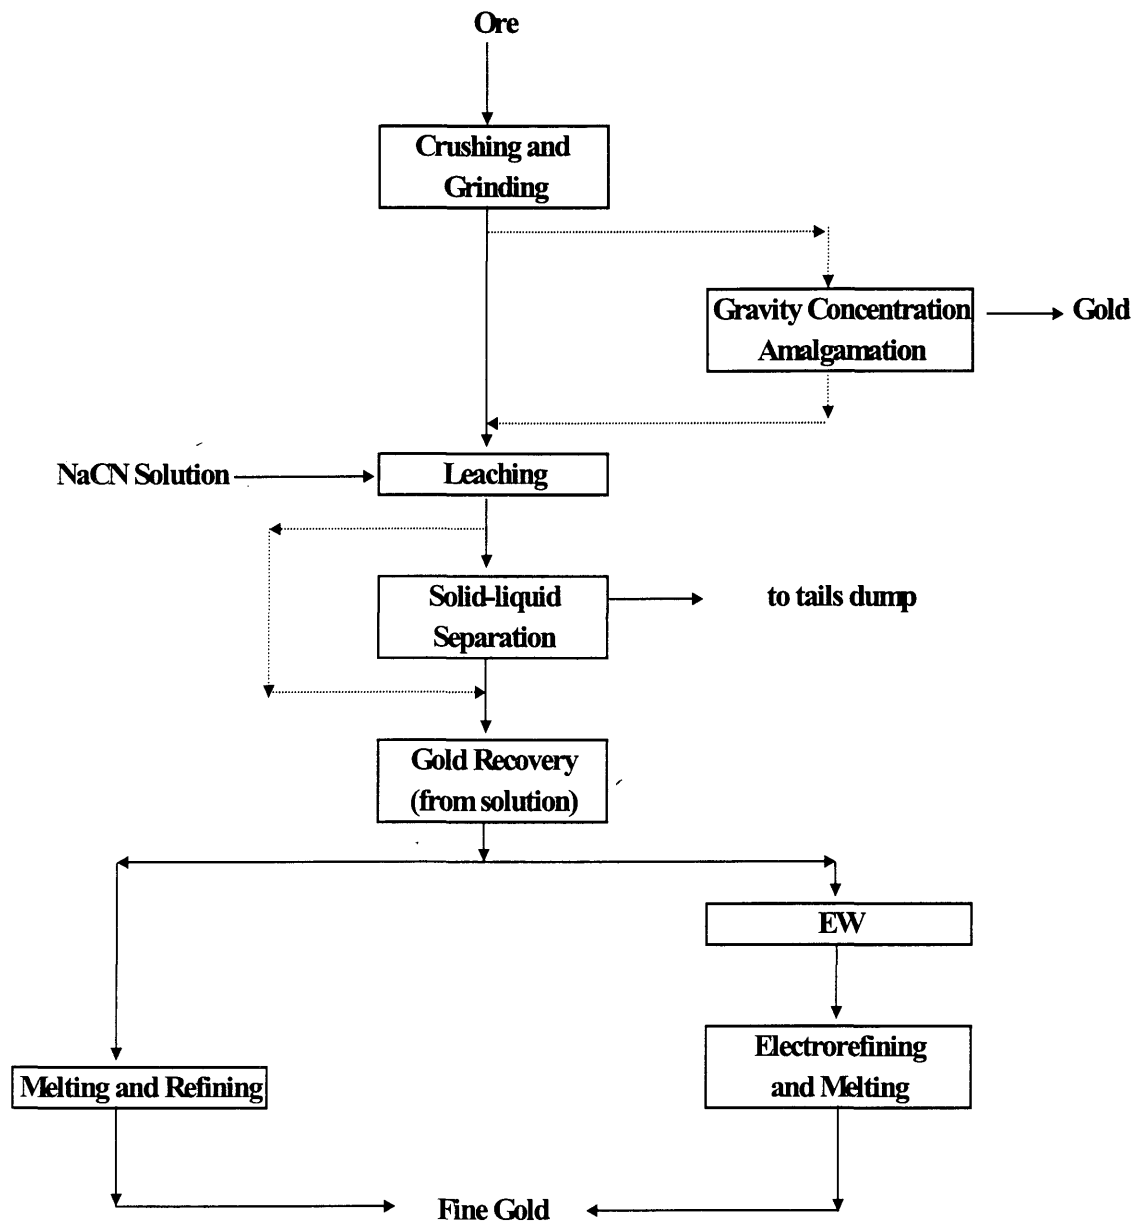 Ore
Crushing and
Grinding
Gravity Concentration
Amalgamation
Gold
NaCN Solution
Leaching
Solid-liquid
Separation
to tails dump
Gold Recovery
(from solution)
EW
Electrorefining
and Melting
Melting and Refining
Fine Gold